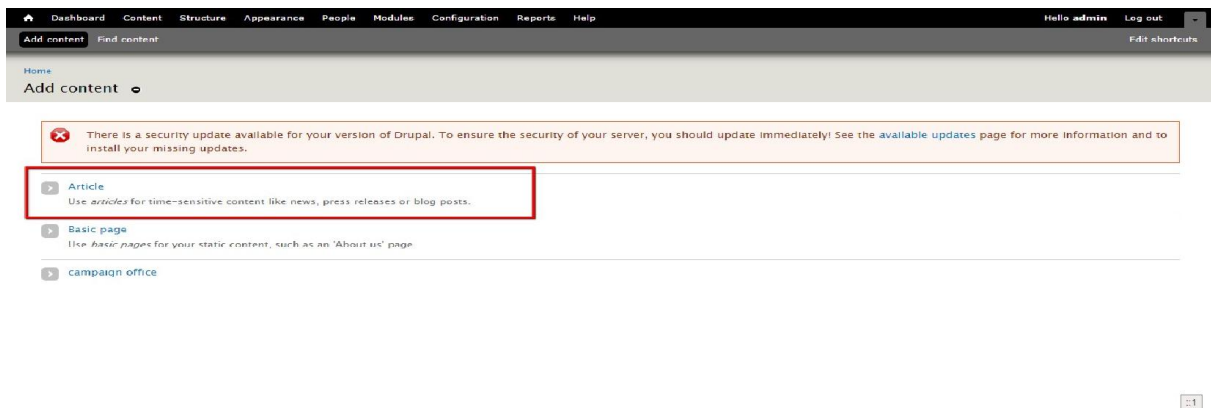 Dashboard Content Structure Appearance People Modules Configuration Reports Help Hello admin Log out
Add content Find content Edit shortcuts
Home
Add content
There is a security update available for your version of Drupal. To ensure the security of your server, you should update immediately! See the available updates page for more information and to
install your missing updates.
Article
Use articles for time-sensitive content like news, press releases or blog posts.
Basic page
Use basic pages for your static content, such as an 'About us' page
campaign office
::1